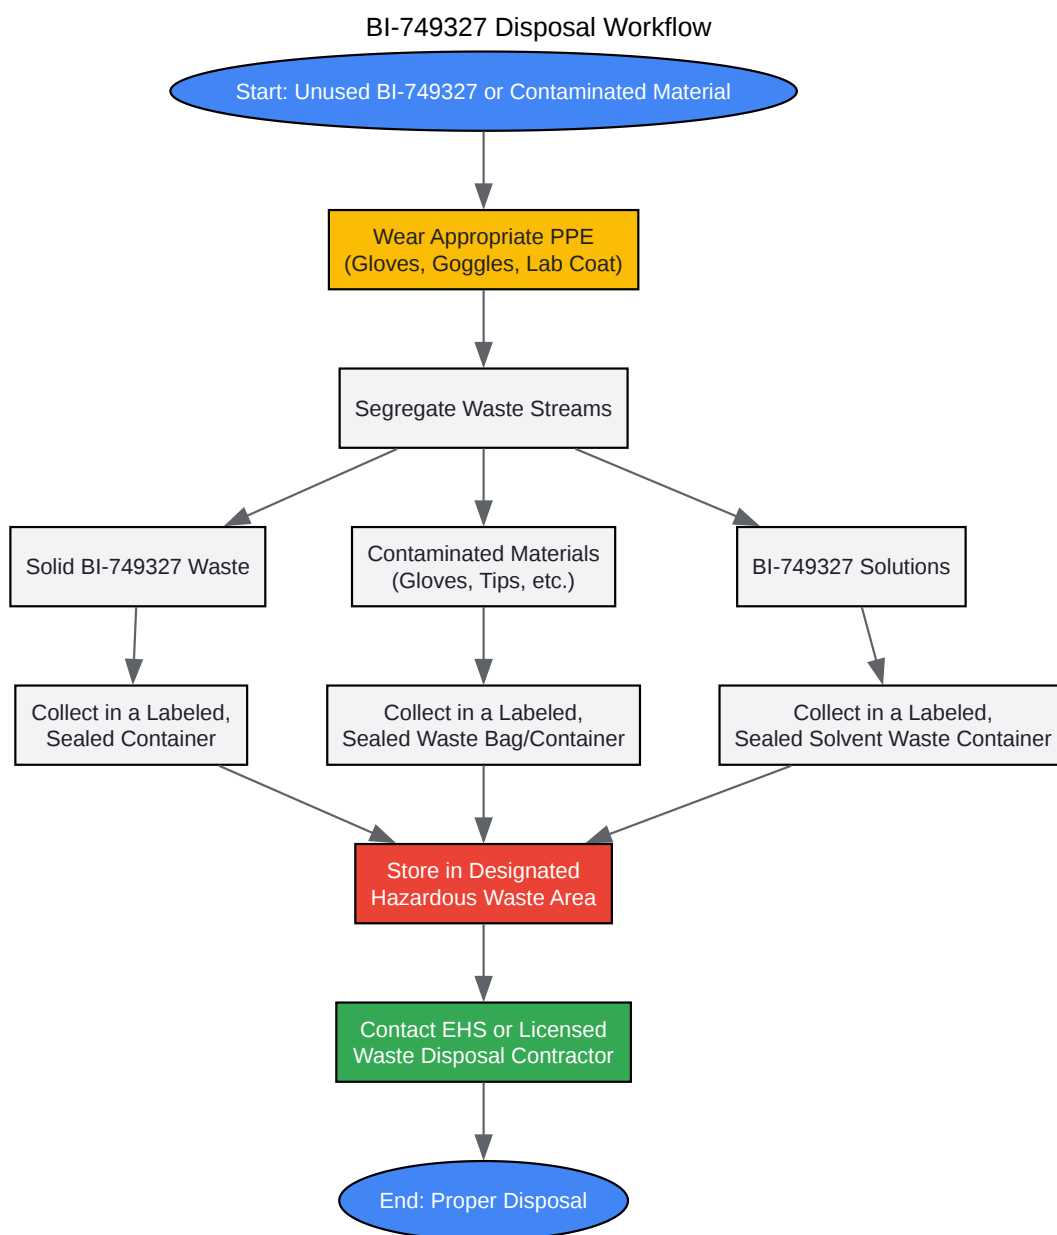 BI-749327 Disposal Workflow
Start: Unused BI-749327 or Contaminated Material
Wear Appropriate PPE
(Gloves, Goggles, Lab Coat)
Segregate Waste Streams
Solid BI-749327 Waste
Contaminated Materials
(Gloves, Tips, etc.)
BI-749327 Solutions
Collect in a Labeled,
Sealed Container
Collect in a Labeled,
Sealed Waste Bag/Container
Collect in a Labeled,
Sealed Solvent Waste Container
Store in Designated
Hazardous Waste Area
Contact EHS or Licensed
Waste Disposal Contractor
End: Proper Disposal